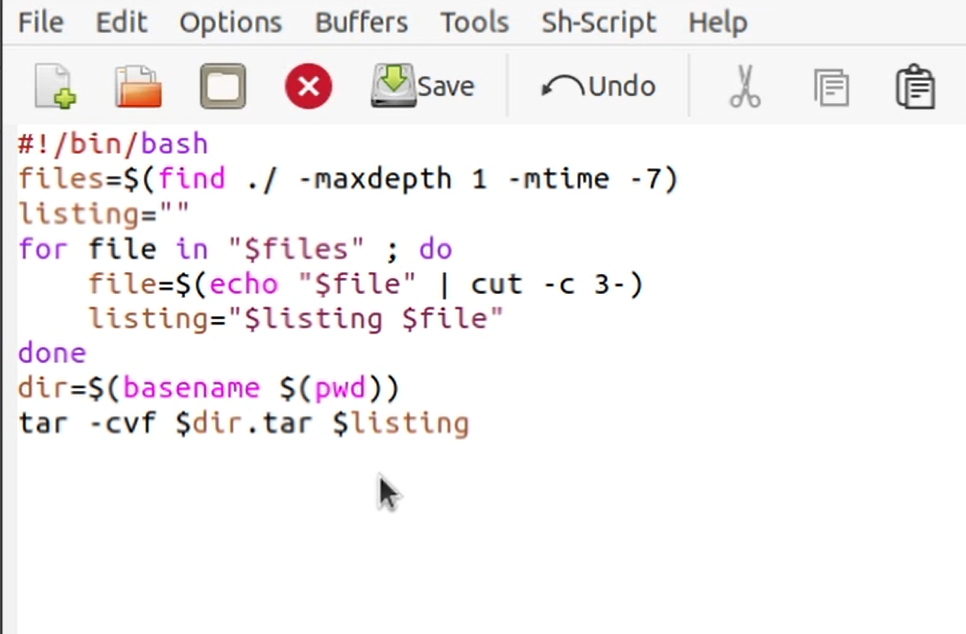 File Edit Options Buffers Tools Sh-Script Help
Save Undo
#!/bin/bash
files=$(find ./ -maxdepth 1 -mtime -7)
listing=""
for file in "$files" ; do
    file=$(echo "$file" | cut -c 3-)
    listing="$listing $file"
done
dir=$(basename $(pwd))
tar -cvf $dir.tar $listing